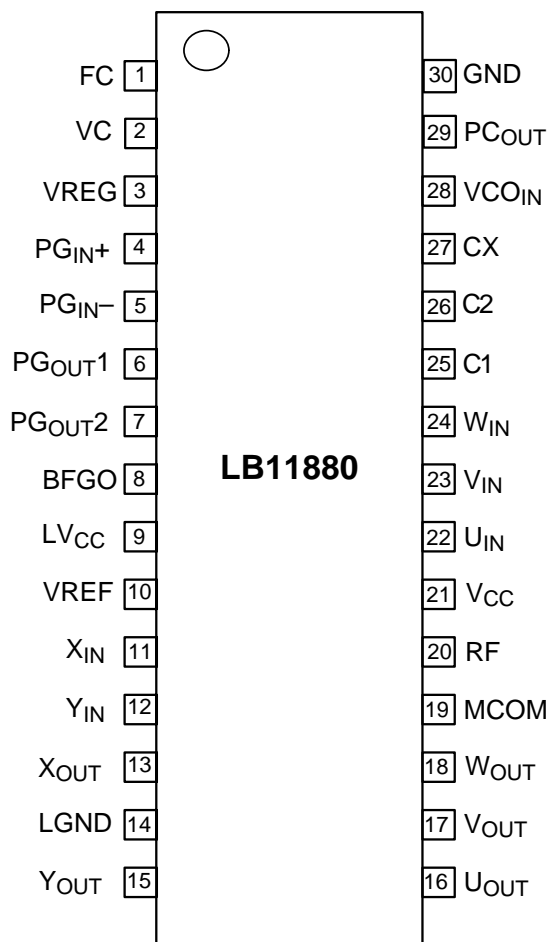 FC 1
VC 2
VREG 3
PGIN+ 4
PGIN– 5
PGOUT1 6
PGOUT2 7
BFGO 8
LVCC 9
VREF 10
XIN 11
YIN 12
XOUT 13
LGND 14
YOUT 15
LB11880
30 GND
29 PCOUT
28 VCOIN
27 CX
26 C2
25 C1
24 WIN
23 VIN
22 UIN
21 VCC
20 RF
19 MCOM
18 WOUT
17 VOUT
16 UOUT